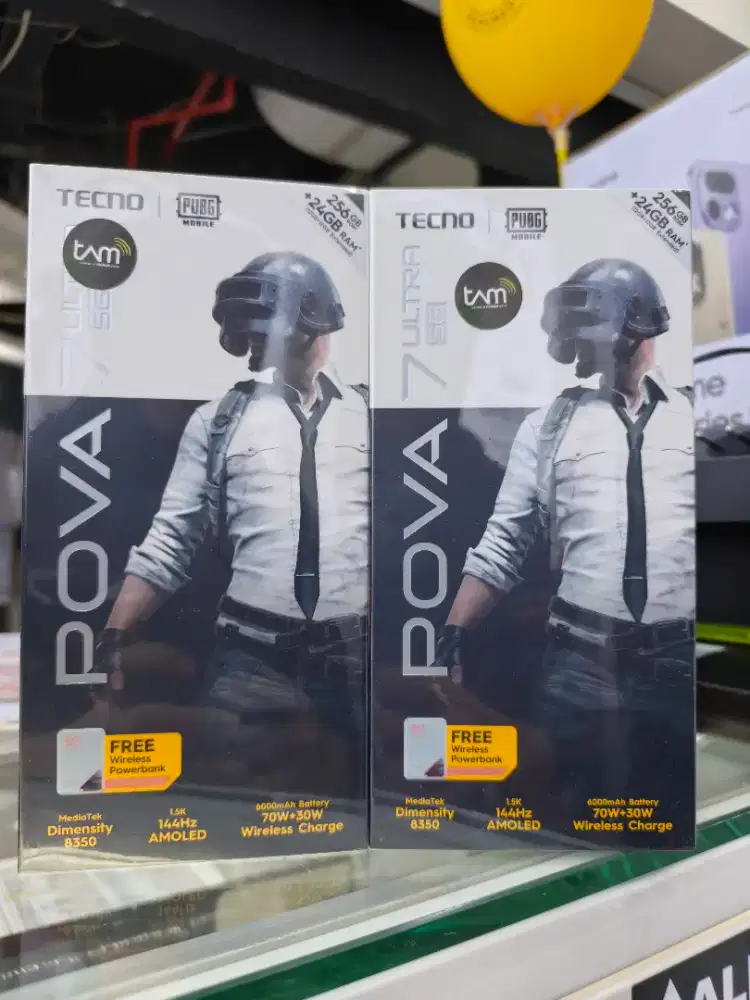 TECNO
PUBG
MOBILE
256GB
+24GB RAM*
tam
POVA
FREE
Wireless
Powerbank
MediaTek
Dimensity
8350
1.5K
144Hz
AMOLED
6000mAh Battery
70W+30W
Wireless Charge
TECNO
PUBG
MOBILE
256GB
+24GB RAM*
tam
7 ULTRA
5G
POVA
FREE
Wireless
Powerbank
MediaTek
Dimensity
8350
1.5K
144Hz
AMOLED
6000mAh Battery
70W+30W
Wireless Charge